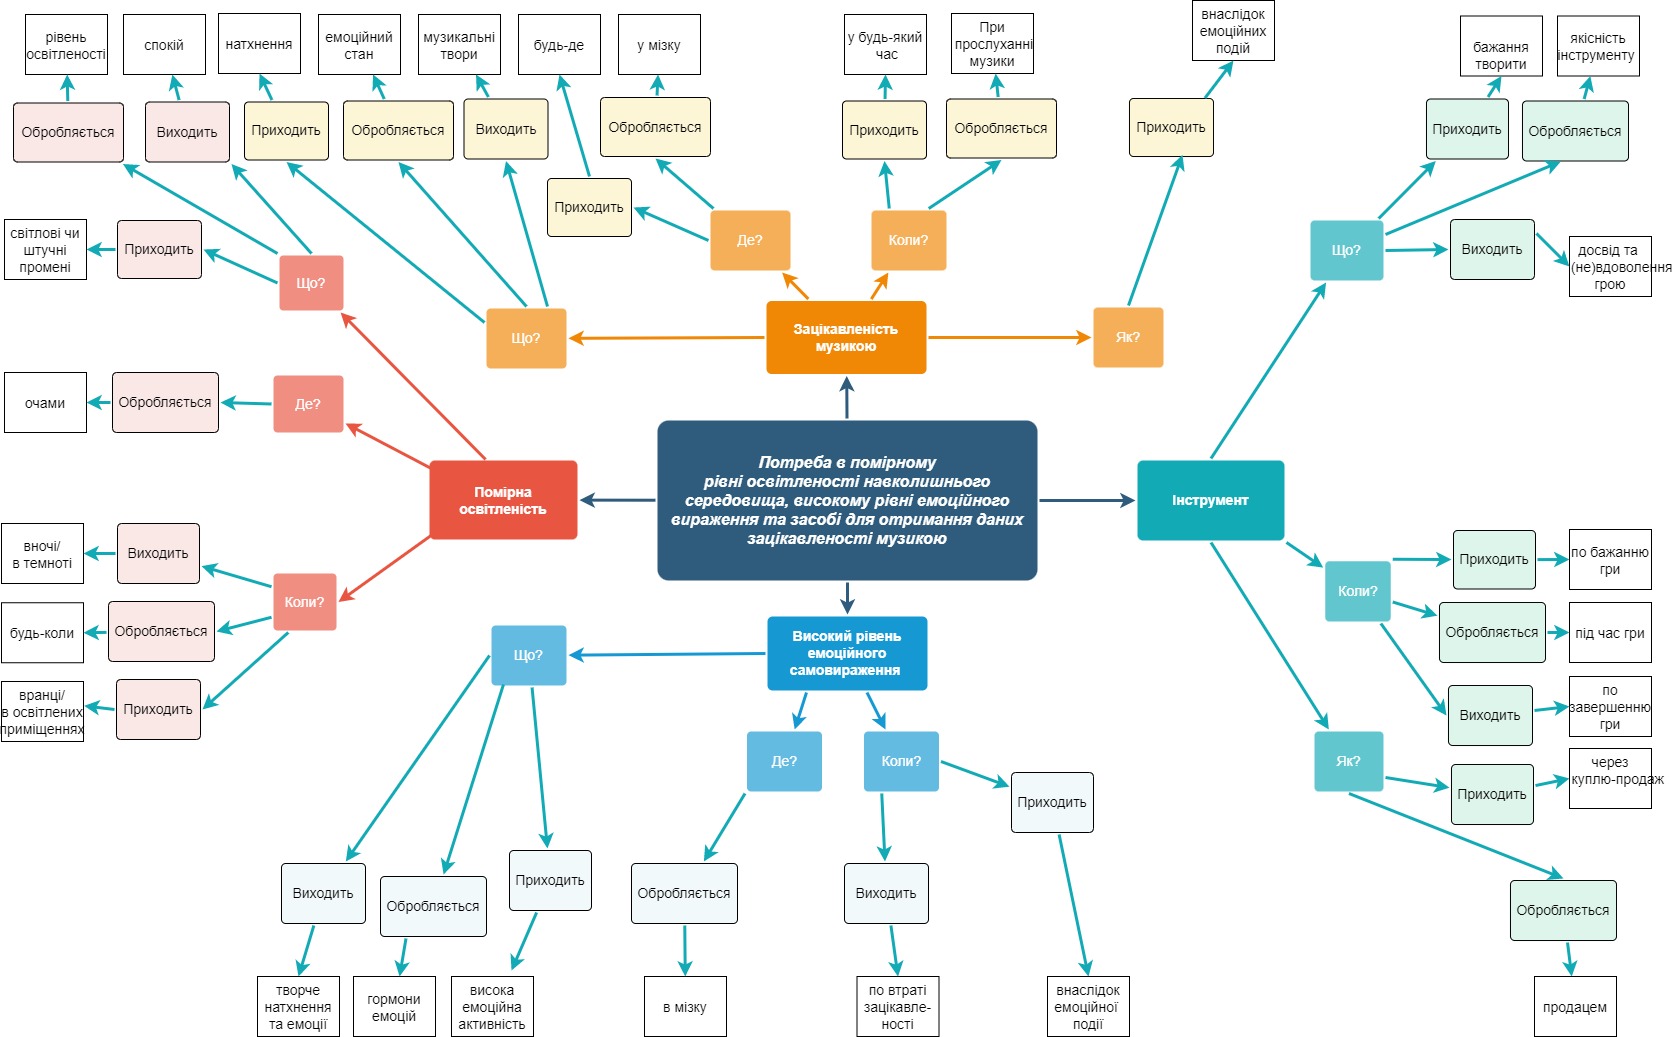 рівень
освітленості
спокій
натхнення
емоційний
стан
музикальні
твори
будь-де
у мізку
у будь-який
час
При
прослуханні
музики
внаслідок
емоційних
подій
бажання
творити
якісність
інструменту
Обробляється
Виходить
Приходить
Обробляється
Виходить
Обробляється
Приходить
Обробляється
Приходить
Приходить
Обробляється
Приходить
світлові чи
штучні
промені
Приходить
Що?
Де?
Коли?
Що?
Виходить
досвід та
(не)вдоволення
грою
Що?
Зацікавленість
музикою
Як?
очами
Обробляється
Де?
Помірна
освітленість
Потреба в помірному
рівні освітленості навколишнього
середовища, високому рівні емоційного
вираження та засобі для отримання даних
зацікавленості музикою
Інструмент
вночі/
в темноті
Виходить
Коли?
будь-коли
Обробляється
вранці/
в освітлених
приміщеннях
Приходить
Що?
Високий рівень
емоційного
самовираження
Коли?
Приходить
по бажанню
гри
Обробляється
під час гри
Виходить
по
завершенню
гри
Де?
Коли?
Приходить
Як?
Приходить
через
куплю-продаж
Виходить
Обробляється
Приходить
Обробляється
Виходить
Обробляється
творче
натхнення
та емоції
гормони
емоцій
висока
емоційна
активність
в мізку
по втраті
зацікавле-
ності
внаслідок
емоційної
події
продацем